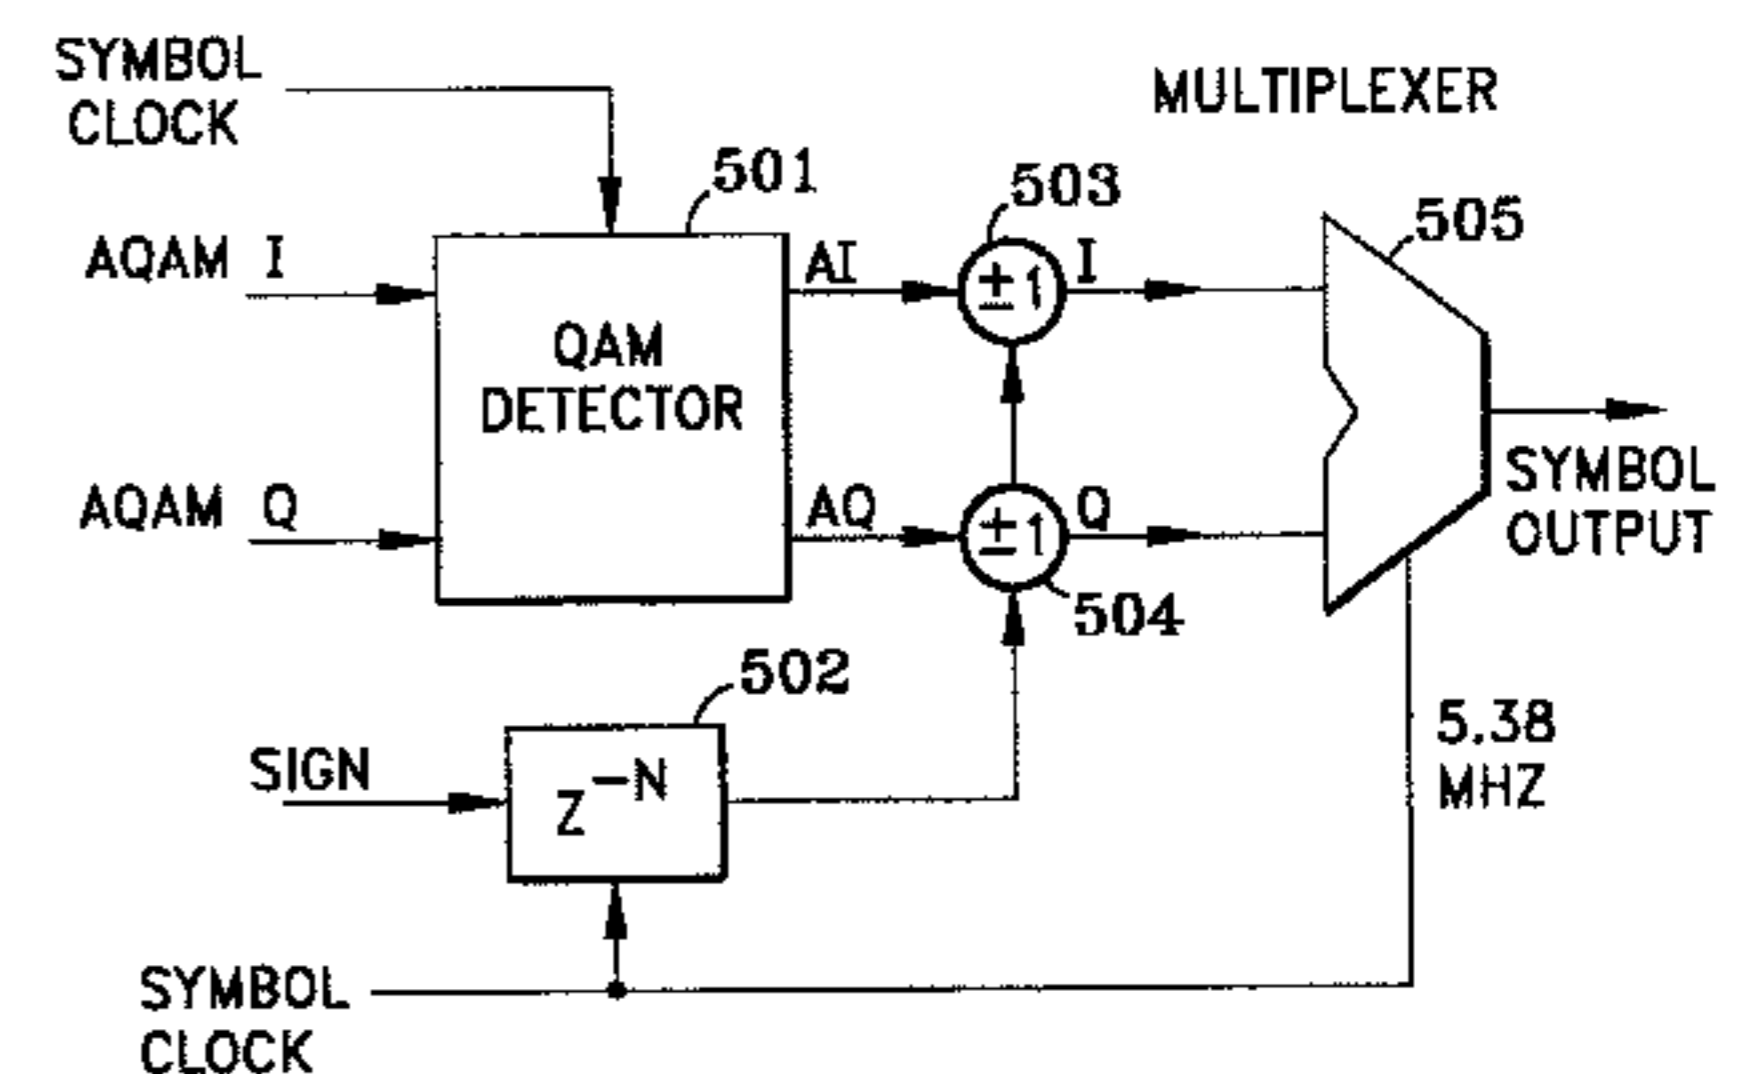 SYMBOL
CLOCK
MULTIPLEXER
501
503
505
AQAM I
AI
±1
I
QAM
DETECTOR
AQAM Q
AQ
±1
Q
SYMBOL
OUTPUT
504
502
SIGN
Z^-N
5.38
MHZ
SYMBOL
CLOCK